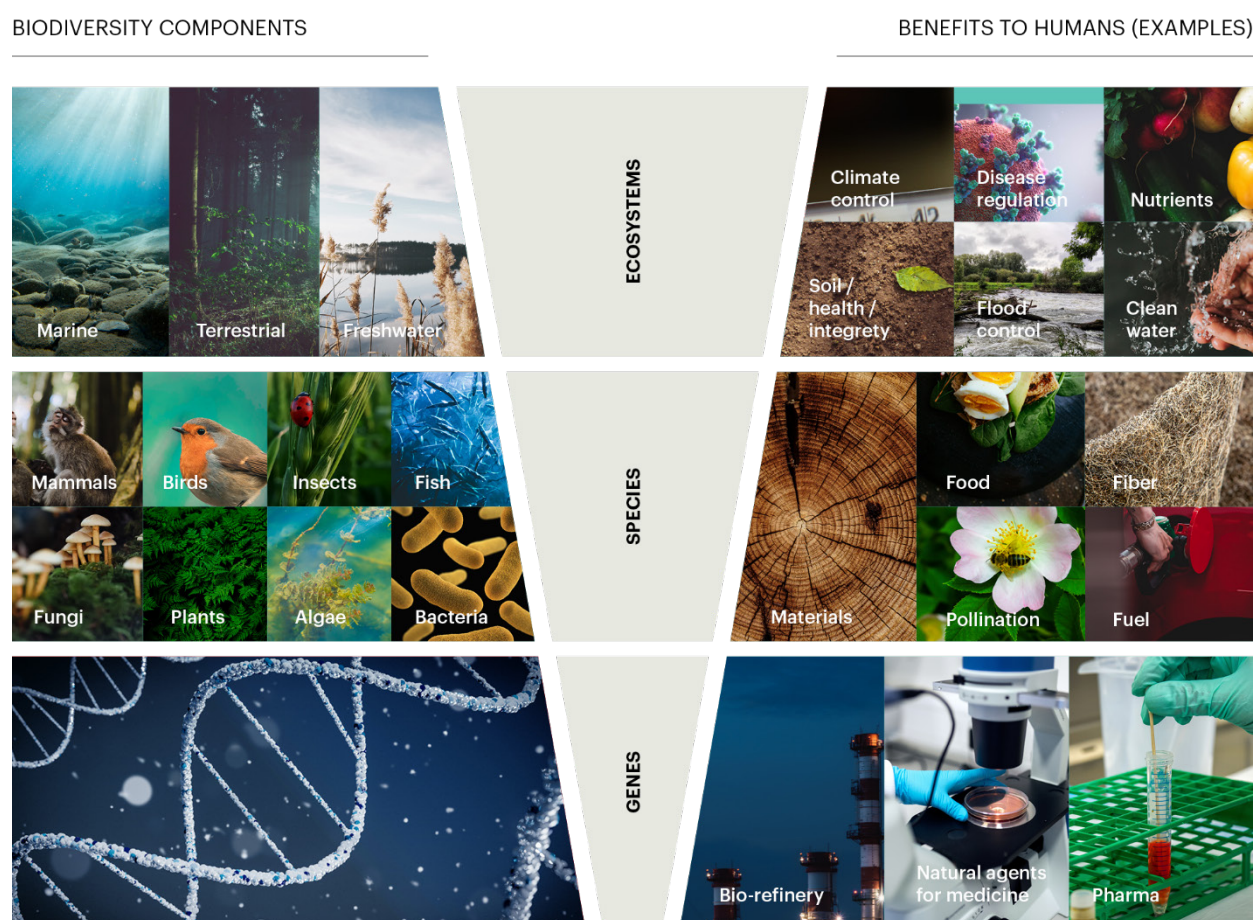 BIODIVERSITY COMPONENTS
BENEFITS TO HUMANS (EXAMPLES)
Marine
Terrestrial
Freshwater
ECOSYSTEMS
Climate
control
Disease
regulation
Nutrients
Soil /
health /
integrety
Flood
control
Clean
water
Mammals
Birds
Insects
Fish
Fungi
Plants
Algae
Bacteria
SPECIES
Materials
Food
Fiber
Pollination
Fuel
GENES
Bio-refinery
Natural agents
for medicine
Pharma